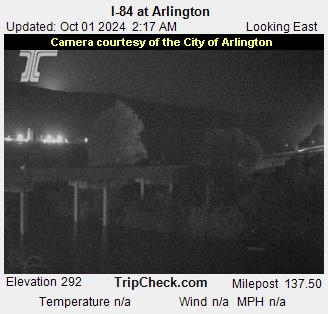 I-84 at Arlington
Updated: Oct 01 2024 2:17 AM Looking East
Camera courtesy of the City of Arlington
Elevation 292 TripCheck.com Milepost 137.50
Temperature n/a Wind n/a MPH n/a